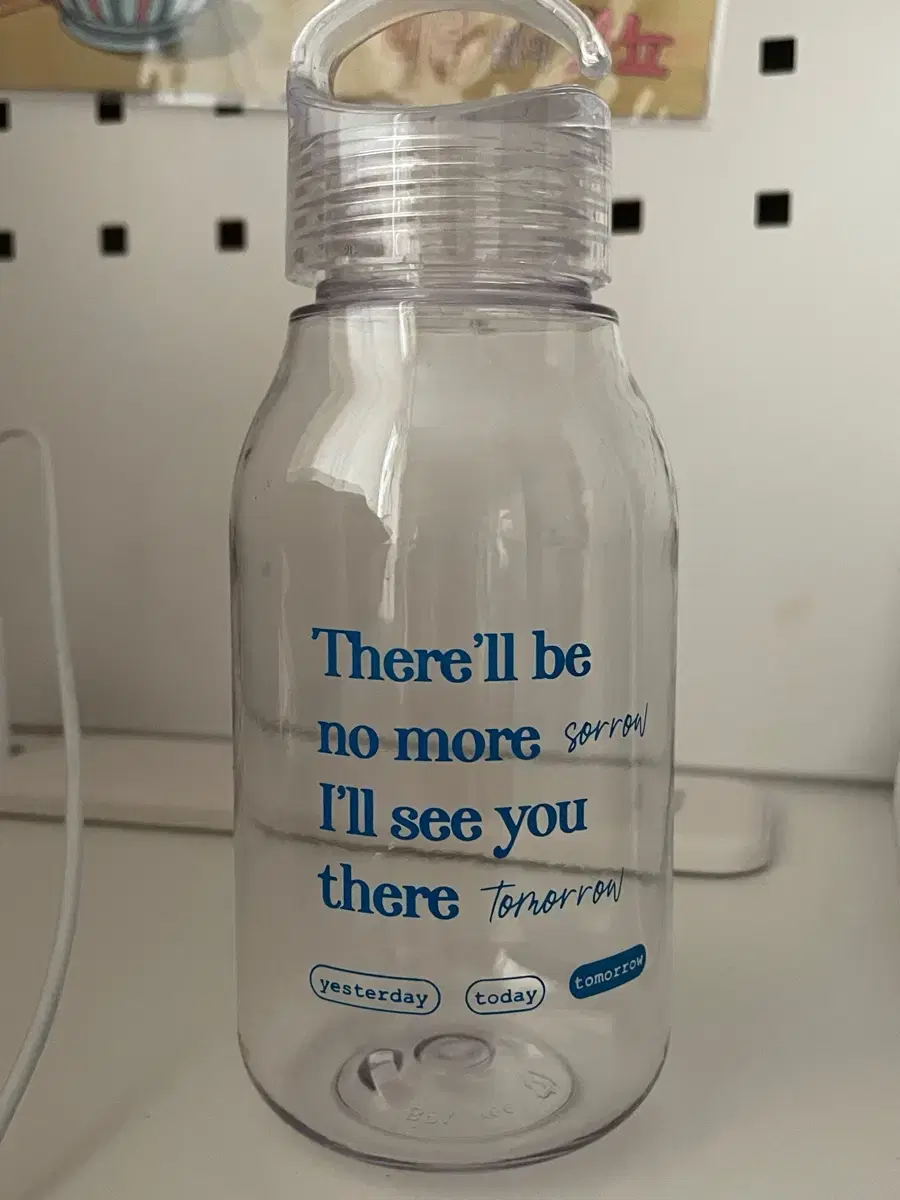 There'll be
no more sorrow
I'll see you
there Tomorrow
yesterday today tomorrow